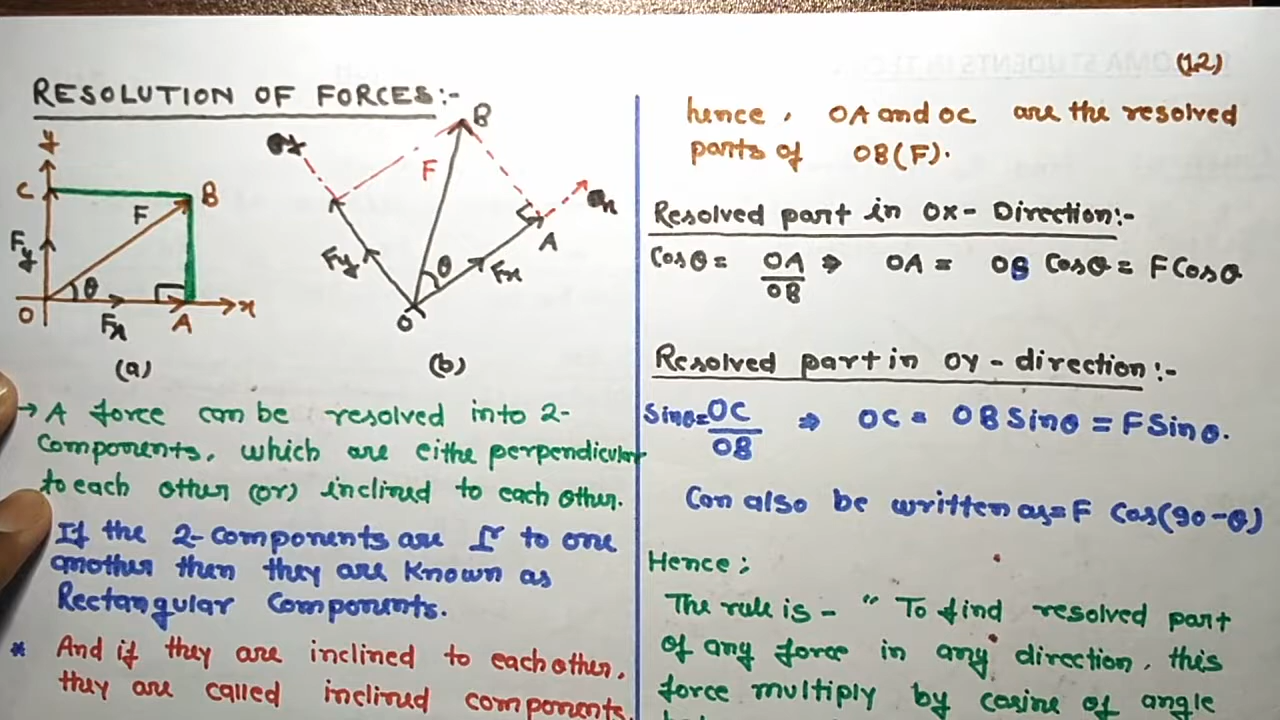 (12)
RESOLUTION OF FORCES:-
y
C
B
F
Fy
θ
O
Fx
A
x
(a)
B
F
A
Fy
θ
Fx
O
(b)
→ A force can be resolved into 2-
Components, which are eithe perpendicular
to each other (or) inclined to each other.
If the 2-components are ⊥r to one
another then they are known as
Rectangular Components.
* And if they are inclined to each other,
they are called inclined components.
hence, OA and OC are the resolved
parts of OB(F).
Resolved part in OX- Direction:-
Cosθ = OA/OB ⇒ OA = OB Cosθ = F Cosθ
Resolved part in OY-direction:-
Sinθ = OC/OB ⇒ OC = OB Sinθ = F Sinθ.
Can also be written as = F Cos(90-θ)
Hence;
The rule is - " To find resolved part
of any force in any direction, this
force multiply by cosine of angle